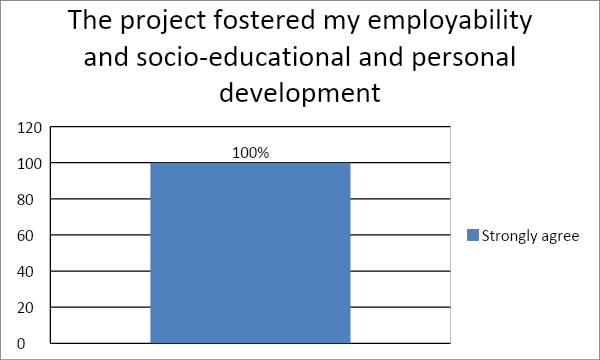 The project fostered my employability
and socio-educational and personal
development
120
100%
100
80
60
Strongly agree
40
20
0